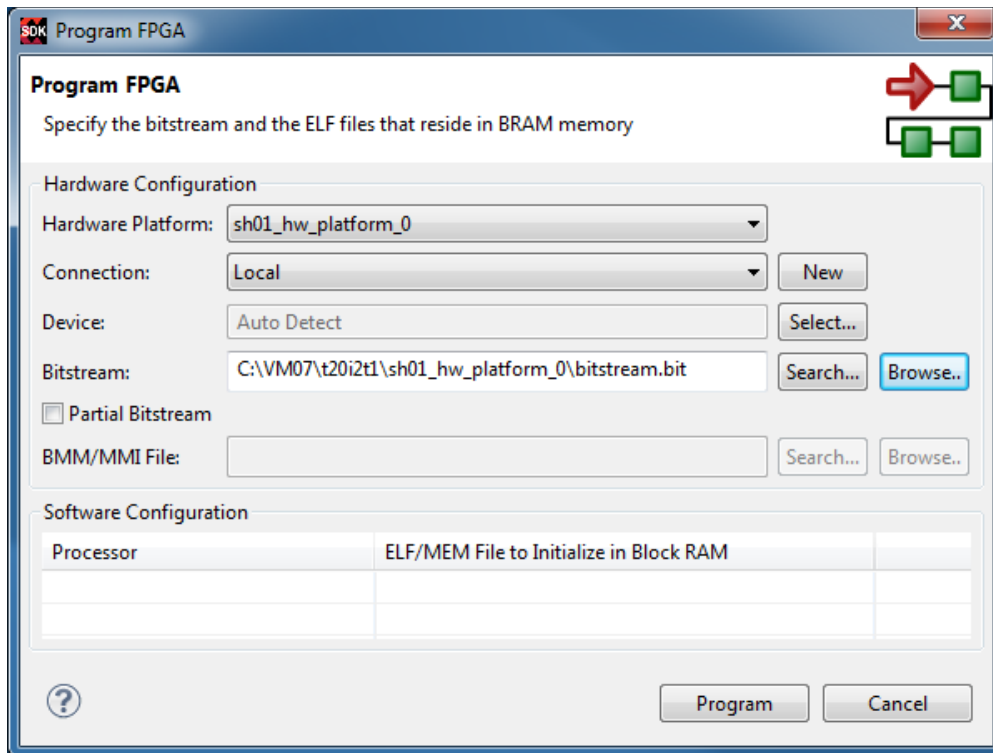 SDK Program FPGA
Program FPGA
Specify the bitstream and the ELF files that reside in BRAM memory
Hardware Configuration
Hardware Platform: sh01_hw_platform_0
Connection: Local New
Device: Auto Detect Select...
Bitstream: C:\VM07\t20i2t1\sh01_hw_platform_0\bitstream.bit Search... Browse..
Partial Bitstream
BMM/MMI File: Search... Browse..
Software Configuration
Processor ELF/MEM File to Initialize in Block RAM
? Program Cancel